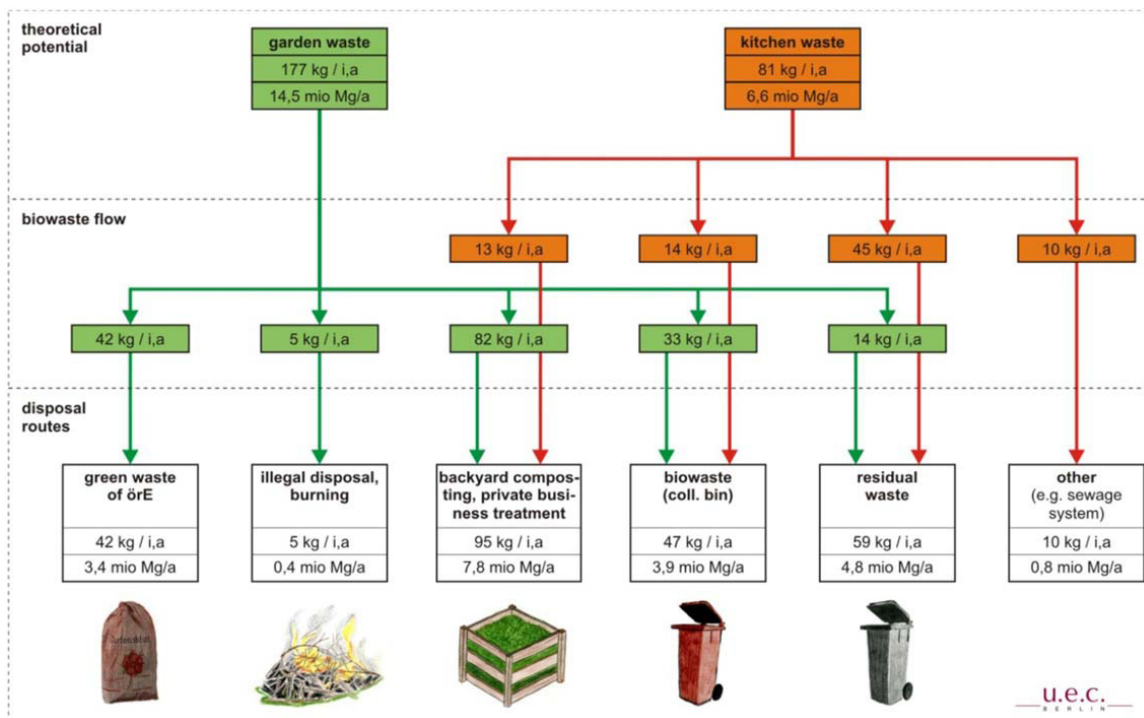 theoretical
potential
garden waste
177 kg / i,a
14,5 mio Mg/a
kitchen waste
81 kg / i,a
6,6 mio Mg/a
biowaste flow
13 kg / i,a
14 kg / i,a
45 kg / i,a
10 kg / i,a
42 kg / i,a
5 kg / i,a
82 kg / i,a
33 kg / i,a
14 kg / i,a
disposal
routes
green waste
of örE
42 kg / i,a
3,4 mio Mg/a
illegal disposal,
burning
5 kg / i,a
0,4 mio Mg/a
backyard compos-
ting, private busi-
ness treatment
95 kg / i,a
7,8 mio Mg/a
biowaste
(coll. bin)
47 kg / i,a
3,9 mio Mg/a
residual
waste
59 kg / i,a
4,8 mio Mg/a
other
(e.g. sewage
system)
10 kg / i,a
0,8 mio Mg/a
u.e.c.
BERLIN